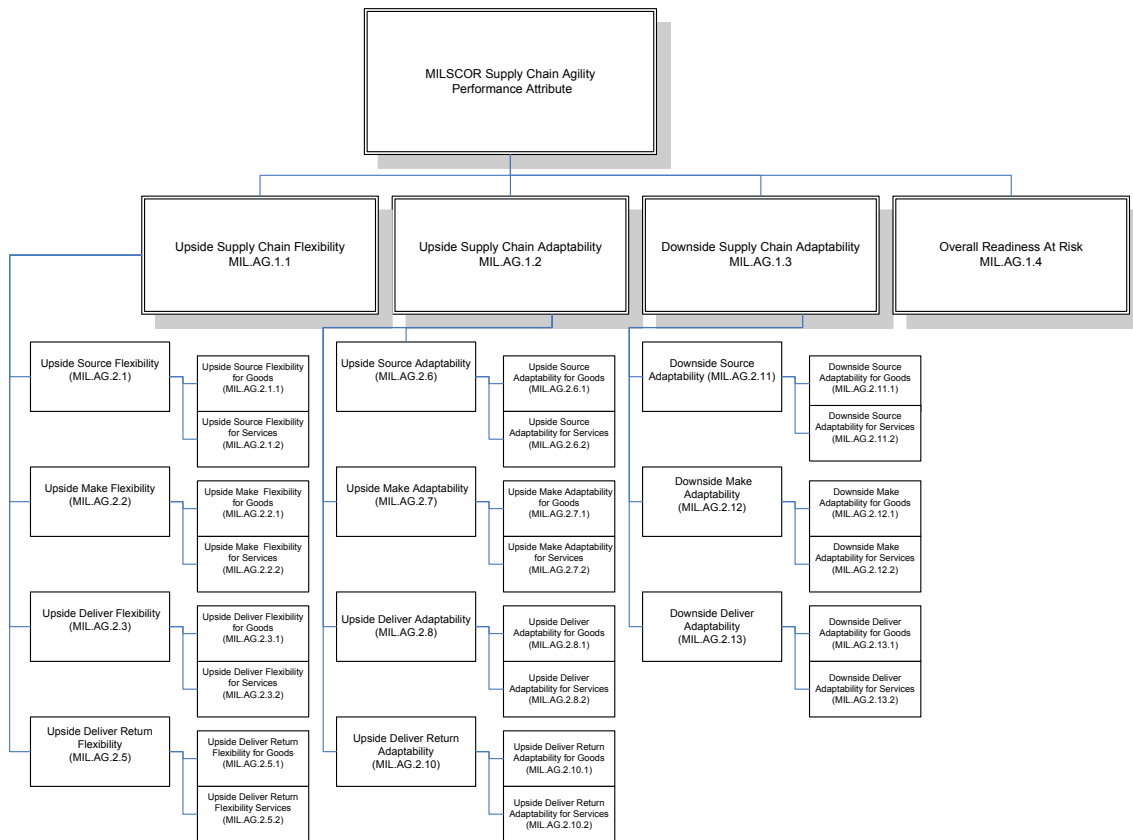 MILSCOR Supply Chain Agility
Performance Attribute
Upside Supply Chain Flexibility
MIL.AG.1.1
Upside Supply Chain Adaptability
MIL.AG.1.2
Downside Supply Chain Adaptability
MIL.AG.1.3
Overall Readiness At Risk
MIL.AG.1.4
Upside Source Flexibility
(MIL.AG.2.1)
Upside Source Flexibility
for Goods
(MIL.AG.2.1.1)
Upside Source Flexibility
for Services
(MIL.AG.2.1.2)
Upside Make Flexibility
(MIL.AG.2.2)
Upside Make Flexibility
for Goods
(MIL.AG.2.2.1)
Upside Make Flexibility
for Services
(MIL.AG.2.2.2)
Upside Deliver Flexibility
(MIL.AG.2.3)
Upside Deliver Flexibility
for Goods
(MIL.AG.2.3.1)
Upside Deliver Flexibility
for Services
(MIL.AG.2.3.2)
Upside Deliver Return
Flexibility
(MIL.AG.2.5)
Upside Deliver Return
Flexibility for Goods
(MIL.AG.2.5.1)
Upside Deliver Return
Flexibility Services
(MIL.AG.2.5.2)
Upside Source Adaptability
(MIL.AG.2.6)
Upside Source
Adaptability for Goods
(MIL.AG.2.6.1)
Upside Source
Adaptability for Services
(MIL.AG.2.6.2)
Upside Make Adaptability
(MIL.AG.2.7)
Upside Make Adaptability
for Goods
(MIL.AG.2.7.1)
Upside Make Adaptability
for Services
(MIL.AG.2.7.2)
Upside Deliver Adaptability
(MIL.AG.2.8)
Upside Deliver
Adaptability for Goods
(MIL.AG.2.8.1)
Upside Deliver
Adaptability for Services
(MIL.AG.2.8.2)
Upside Deliver Return
Adaptability
(MIL.AG.2.10)
Upside Deliver Return
Adaptability for Goods
(MIL.AG.2.10.1)
Upside Deliver Return
Adaptability for Services
(MIL.AG.2.10.2)
Downside Source
Adaptability (MIL.AG.2.11)
Downside Source
Adaptability for Goods
(MIL.AG.2.11.1)
Downside Source
Adaptability for Services
(MIL.AG.2.11.2)
Downside Make
Adaptability
(MIL.AG.2.12)
Downside Make
Adaptability for Goods
(MIL.AG.2.12.1)
Downside Make
Adaptability for Services
(MIL.AG.2.12.2)
Downside Deliver
Adaptability
(MIL.AG.2.13)
Downside Deliver
Adaptability for Goods
(MIL.AG.2.13.1)
Downside Deliver
Adaptability for Services
(MIL.AG.2.13.2)